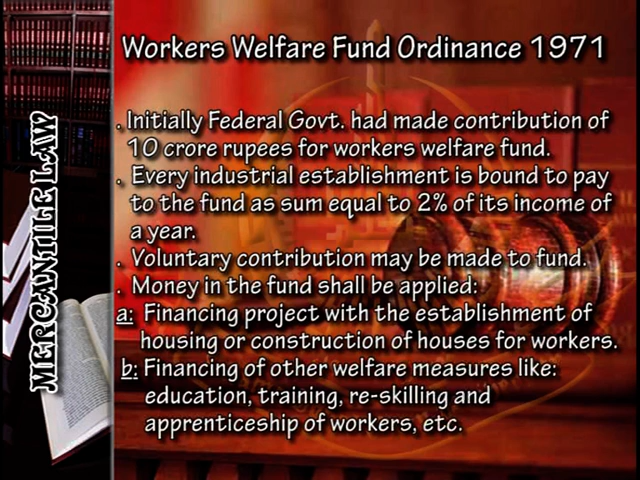 Workers Welfare Fund Ordinance 1971
. Initially Federal Govt. had made contribution of
10 crore rupees for workers welfare fund.
. Every industrial establishment is bound to pay
to the fund as sum equal to 2% of its income of
a year.
. Voluntary contribution may be made to fund.
. Money in the fund shall be applied:
a: Financing project with the establishment of
housing or construction of houses for workers.
b: Financing of other welfare measures like:
education, training, re-skilling and
apprenticeship of workers, etc.
MERCANTILE LAW